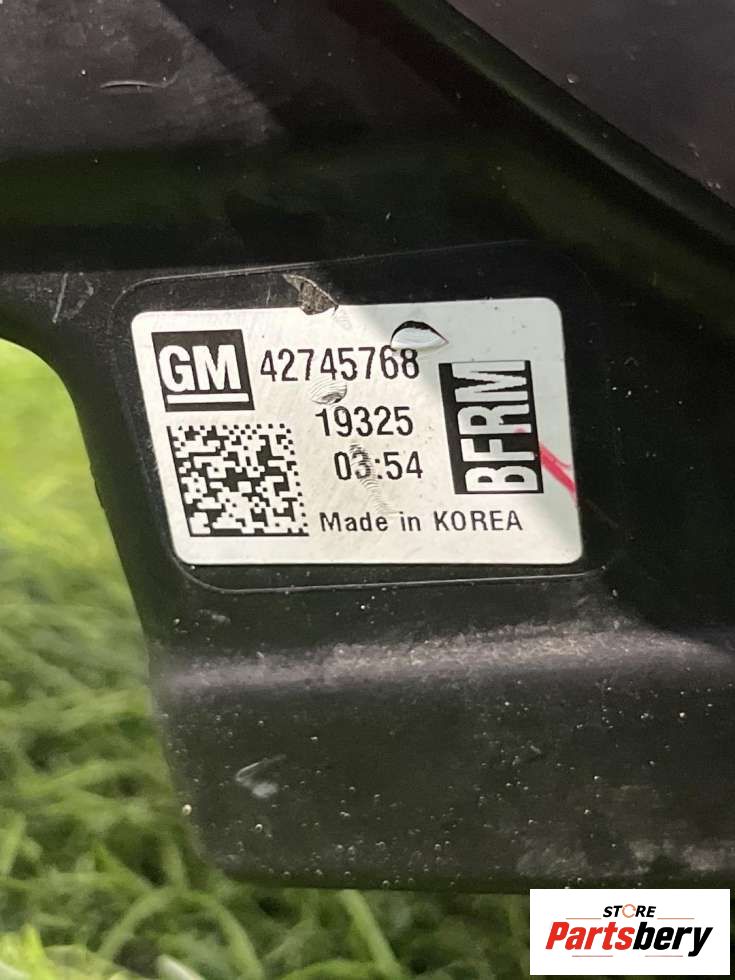 GM 42745768
19325
03:54
BFRM
Made in KOREA
STORE
Partsbery